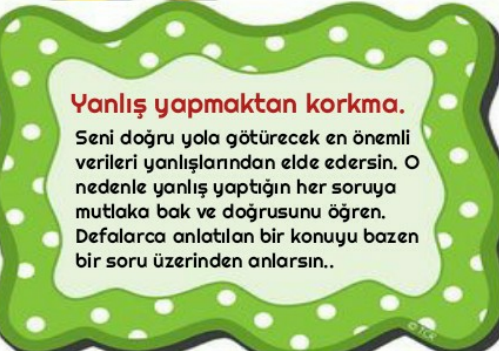 Yanlış yapmaktan korkma.
Seni doğru yola götürecek en önemli
verileri yanlışlarından elde edersin. O
nedenle yanlış yaptığın her soruya
mutlaka bak ve doğrusunu öğren.
Defalarca anlatılan bir konuyu bazen
bir soru üzerinden anlarsın..